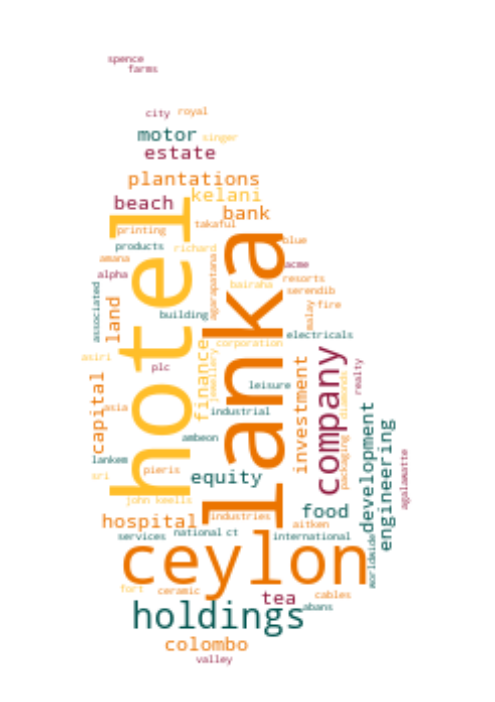 spence
farms
city royal
motor singer
estate
plantations
kelani
beach
bank
takaful
printing
hotel
lanka
blue
products
richard
amana
acme
alpha
agarapatana
bairaha
resorts
serendib
associated
land
building
malay
fire
electricals
corporation
asiri
finance
jewellery
plc
company
realty
capital
leisure
investment
diamonds
asia
industrial
development
ambeon
engineering
lankem
pieris
equity
packaging
agalawatte
sri
john keells
food
hospital
industries
aitken
services
national
ct
international
ceylon
worldwide
fort
ceramic
tea
cables
abans
holdings
colombo
valley